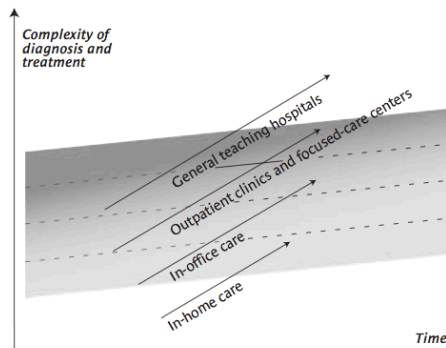 Complexity of
diagnosis and
treatment
General teaching hospitals
Outpatient clinics and focused-care centers
In-office care
In-home care
Time